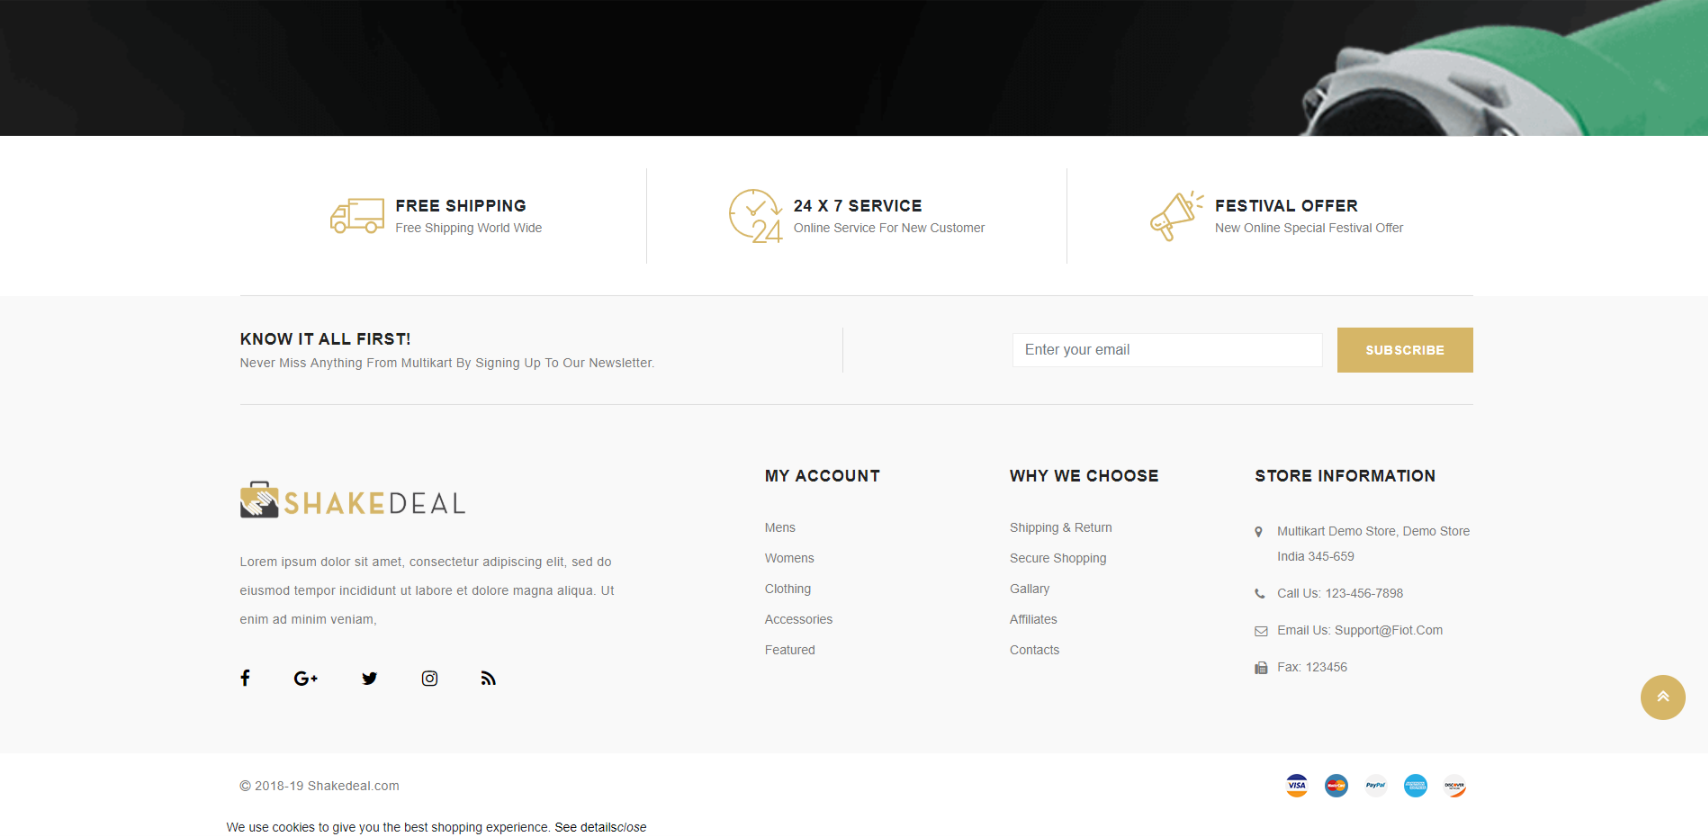 FREE SHIPPING
Free Shipping World Wide
24
24 X 7 SERVICE
Online Service For New Customer
FESTIVAL OFFER
New Online Special Festival Offer
KNOW IT ALL FIRST!
Never Miss Anything From Multikart By Signing Up To Our Newsletter.
Enter your email
SUBSCRIBE
SHAKEDEAL
Lorem ipsum dolor sit amet, consectetur adipiscing elit, sed do
eiusmod tempor incididunt ut labore et dolore magna aliqua. Ut
enim ad minim veniam,
MY ACCOUNT
Mens
Womens
Clothing
Accessories
Featured
WHY WE CHOOSE
Shipping & Return
Secure Shopping
Gallary
Affiliates
Contacts
STORE INFORMATION
Multikart Demo Store, Demo Store
India 345-659
Call Us: 123-456-7898
Email Us: Support@Fiot.Com
Fax: 123456
© 2018-19 Shakedeal.com
VISA
PayPal
DISCOVER
We use cookies to give you the best shopping experience. See detailsclose